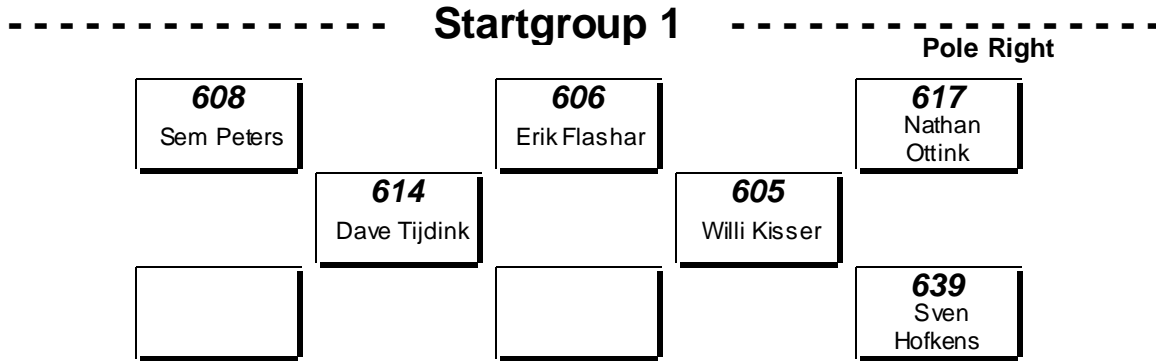 Startgroup 1
Pole Right
608
Sem Peters
606
Erik Flashar
617
Nathan
Ottink
614
Dave Tijdink
605
Willi Kisser
639
Sven
Hofkens